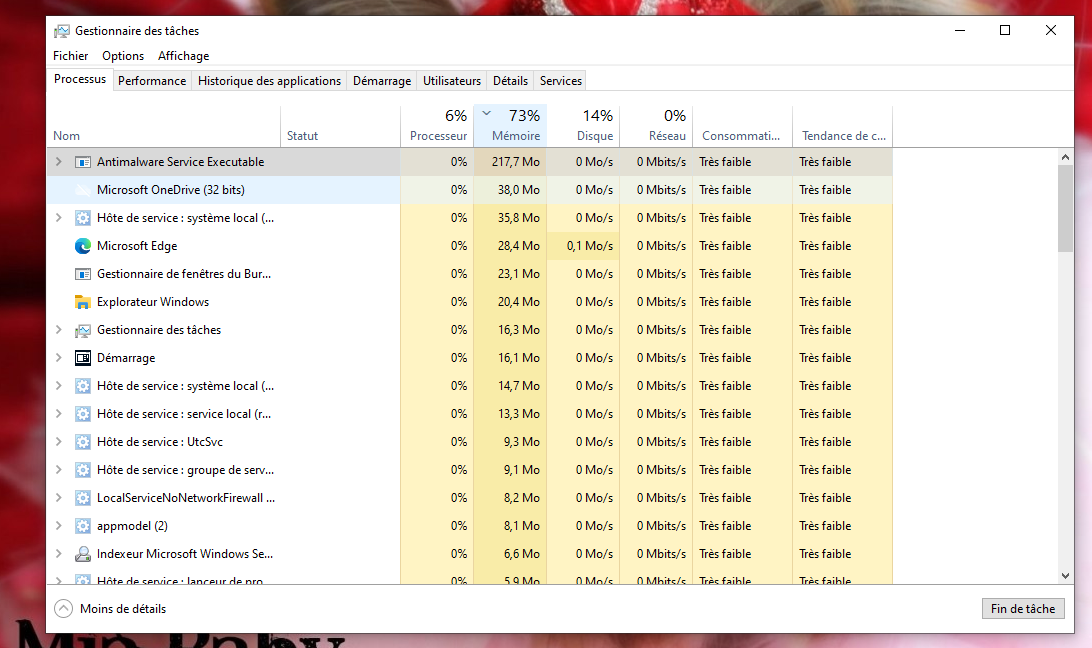 Gestionnaire des tâches
Fichier Options Affichage
Processus Performance Historique des applications Démarrage Utilisateurs Détails Services
6% 73% 14% 0%
Nom Statut Processeur Mémoire Disque Réseau Consommati... Tendance de c...
Antimalware Service Executable 0% 217,7 Mo 0 Mo/s 0 Mbits/s Très faible Très faible
Microsoft OneDrive (32 bits) 0% 38,0 Mo 0 Mo/s 0 Mbits/s Très faible Très faible
Hôte de service : système local (... 0% 35,8 Mo 0 Mo/s 0 Mbits/s Très faible Très faible
Microsoft Edge 0% 28,4 Mo 0,1 Mo/s 0 Mbits/s Très faible Très faible
Gestionnaire de fenêtres du Bur... 0% 23,1 Mo 0 Mo/s 0 Mbits/s Très faible Très faible
Explorateur Windows 0% 20,4 Mo 0 Mo/s 0 Mbits/s Très faible Très faible
Gestionnaire des tâches 0% 16,3 Mo 0 Mo/s 0 Mbits/s Très faible Très faible
Démarrage 0% 16,1 Mo 0 Mo/s 0 Mbits/s Très faible Très faible
Hôte de service : système local (... 0% 14,7 Mo 0 Mo/s 0 Mbits/s Très faible Très faible
Hôte de service : service local (r... 0% 13,3 Mo 0 Mo/s 0 Mbits/s Très faible Très faible
Hôte de service : UtcSvc 0% 9,3 Mo 0 Mo/s 0 Mbits/s Très faible Très faible
Hôte de service : groupe de serv... 0% 9,1 Mo 0 Mo/s 0 Mbits/s Très faible Très faible
LocalServiceNoNetworkFirewall ... 0% 8,2 Mo 0 Mo/s 0 Mbits/s Très faible Très faible
appmodel (2) 0% 8,1 Mo 0 Mo/s 0 Mbits/s Très faible Très faible
Indexeur Microsoft Windows Se... 0% 6,6 Mo 0 Mo/s 0 Mbits/s Très faible Très faible
Hôte de service : lanceur de pro... 0% 5,9 Mo 0 Mo/s 0 Mbits/s Très faible Très faible
Moins de détails Fin de tâche